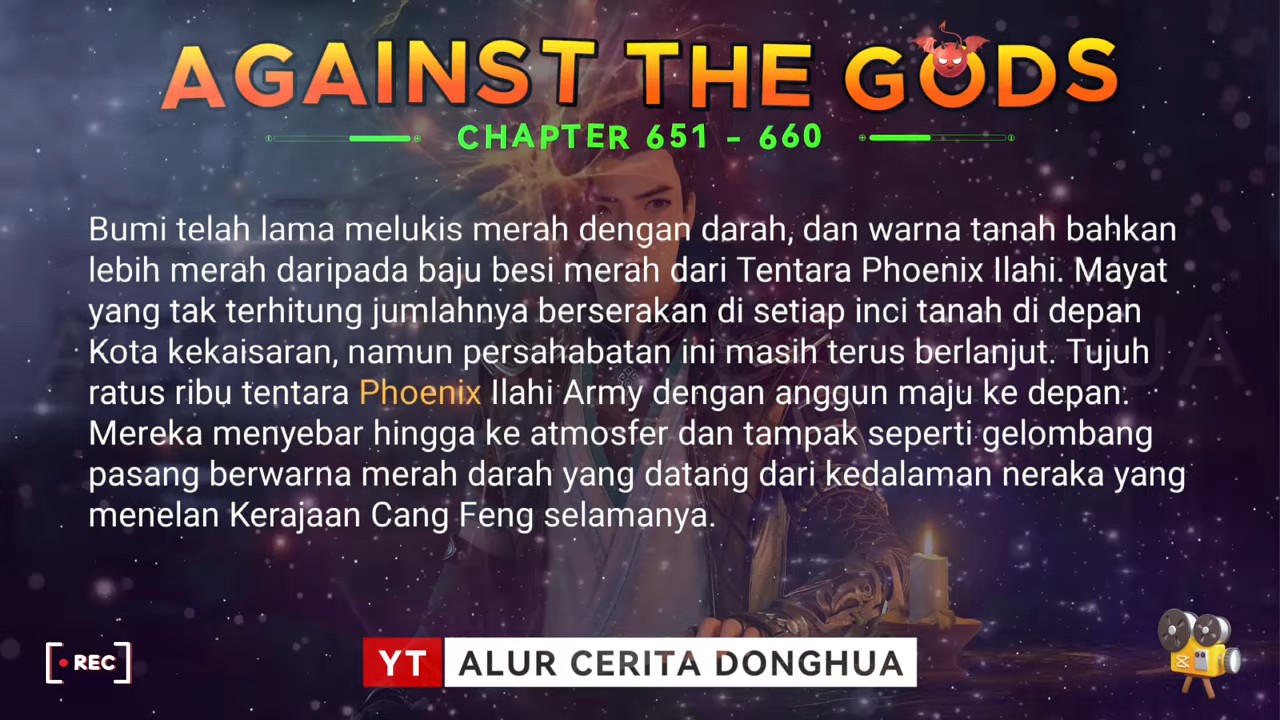 AGAINST THE GODS
CHAPTER 651 - 660
Bumi telah lama melukis merah dengan darah, dan warna tanah bahkan
lebih merah daripada baju besi merah dari Tentara Phoenix Ilahi. Mayat
yang tak terhitung jumlahnya berserakan di setiap inci tanah di depan
Kota kekaisaran, namun persahabatan ini masih terus berlanjut. Tujuh
ratus ribu tentara Phoenix Ilahi Army dengan anggun maju ke depan.
Mereka menyebar hingga ke atmosfer dan tampak seperti gelombang
pasang berwarna merah darah yang datang dari kedalaman neraka yang
menelan Kerajaan Cang Feng selamanya.
REC
YT ALUR CERITA DONGHUA